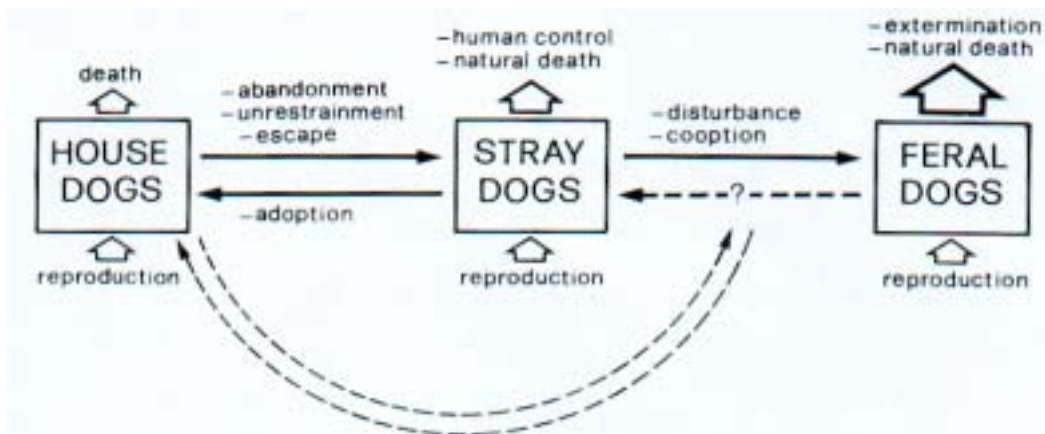 death
HOUSE
DOGS
reproduction
–abandonment
–unrestrainment
–escape
–adoption
–human control
–natural death
STRAY
DOGS
reproduction
–disturbance
–cooption
?
–extermination
–natural death
FERAL
DOGS
reproduction